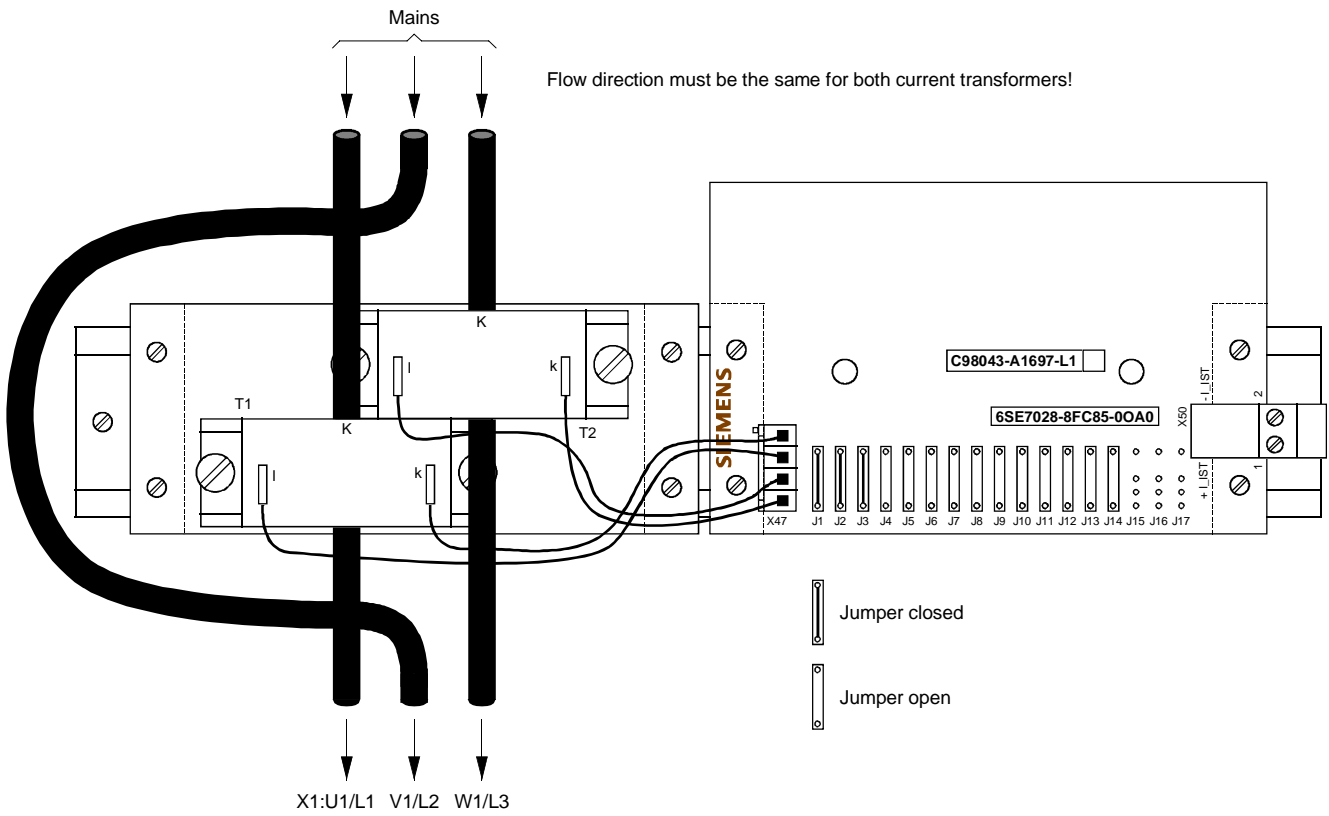 Mains
Flow direction must be the same for both current transformers!
K
l
k
T1
K
T2
l
k
SIEMENS
C98043-A1697-L1
6SE7028-8FC85-0OA0
- I_IST
X50
2
+ I_IST
1
X47
J1 J2 J3 J4 J5 J6 J7 J8 J9 J10 J11 J12 J13 J14 J15 J16 J17
Jumper closed
Jumper open
X1:U1/L1 V1/L2 W1/L3